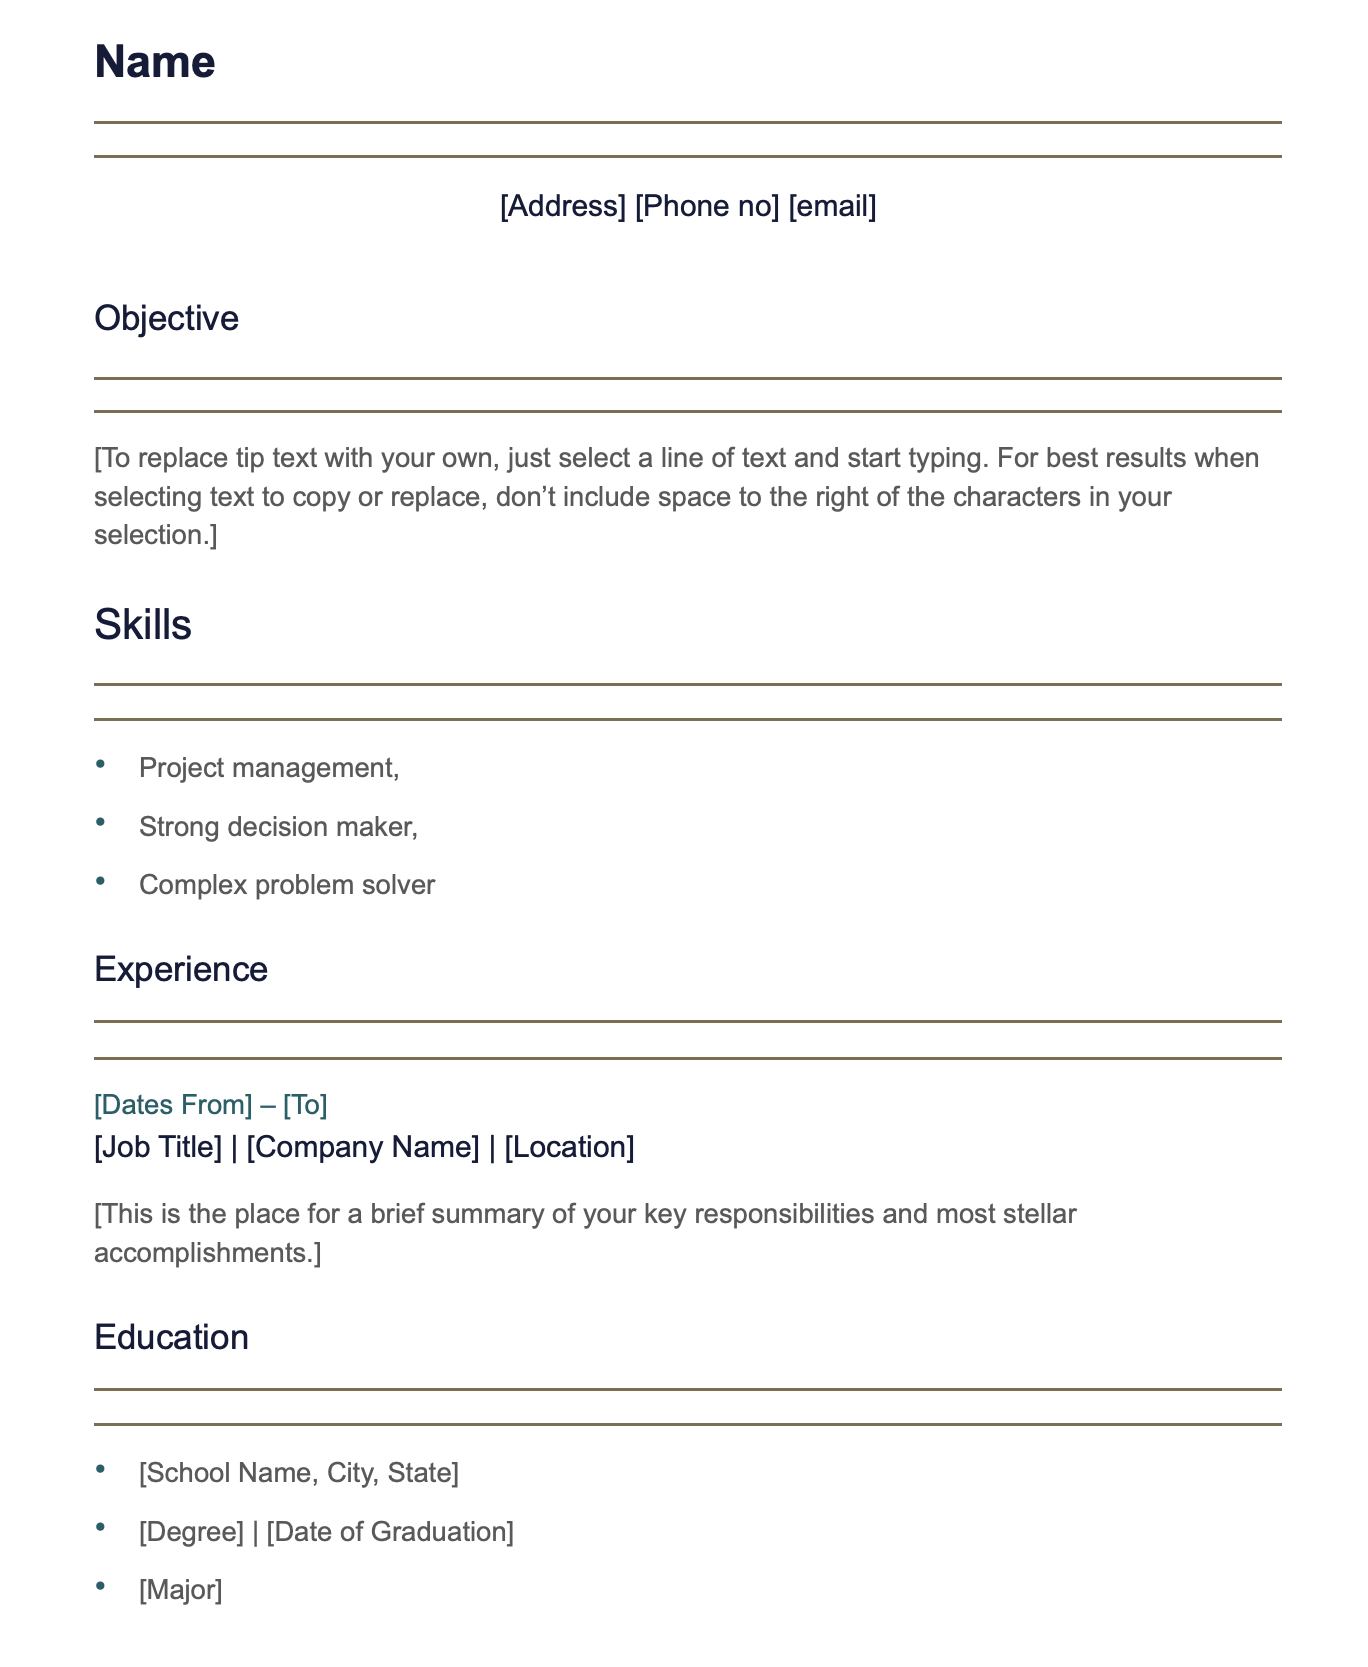 Name
[Address] [Phone no] [email]
Objective
[To replace tip text with your own, just select a line of text and start typing. For best results when
selecting text to copy or replace, don’t include space to the right of the characters in your
selection.]
Skills
• Project management,
• Strong decision maker,
• Complex problem solver
Experience
[Dates From] – [To]
[Job Title] | [Company Name] | [Location]
[This is the place for a brief summary of your key responsibilities and most stellar
accomplishments.]
Education
• [School Name, City, State]
• [Degree] | [Date of Graduation]
• [Major]